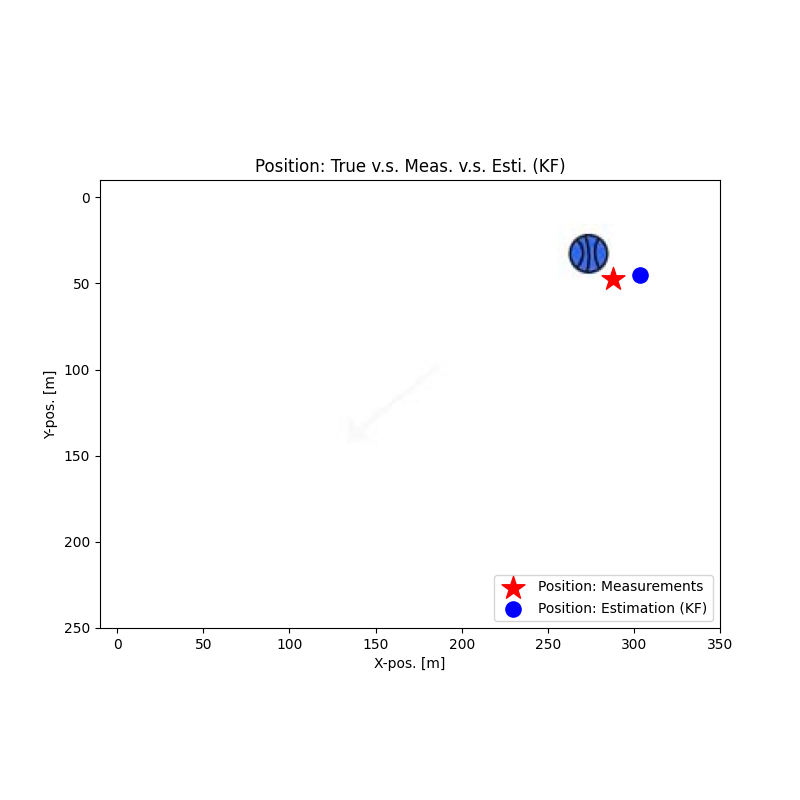 Position: True v.s. Meas. v.s. Esti. (KF)
0
50
100
150
200
250
Y-pos. [m]
0 50 100 150 200 250 300 350
X-pos. [m]
Position: Measurements
Position: Estimation (KF)